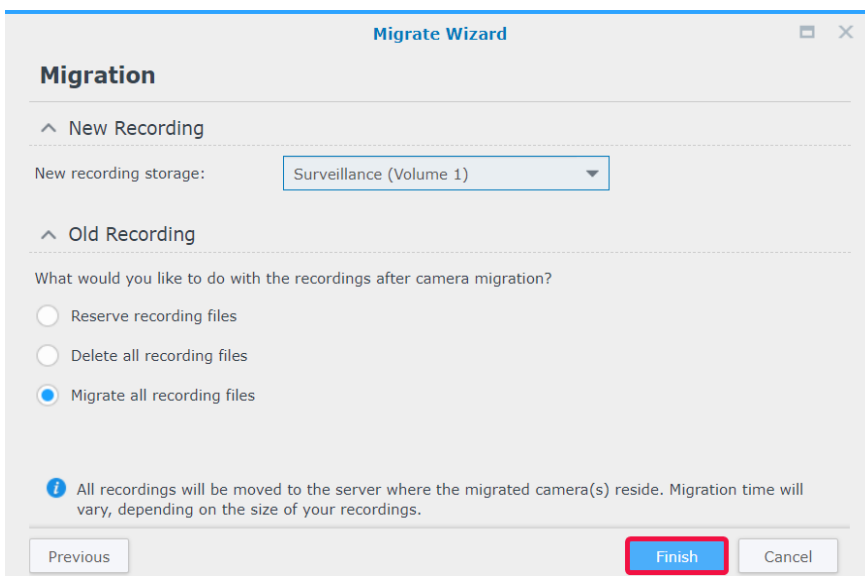 Migrate Wizard
Migration
New Recording
New recording storage: Surveillance (Volume 1)
Old Recording
What would you like to do with the recordings after camera migration?
Reserve recording files
Delete all recording files
Migrate all recording files
All recordings will be moved to the server where the migrated camera(s) reside. Migration time will
vary, depending on the size of your recordings.
Previous Finish Cancel